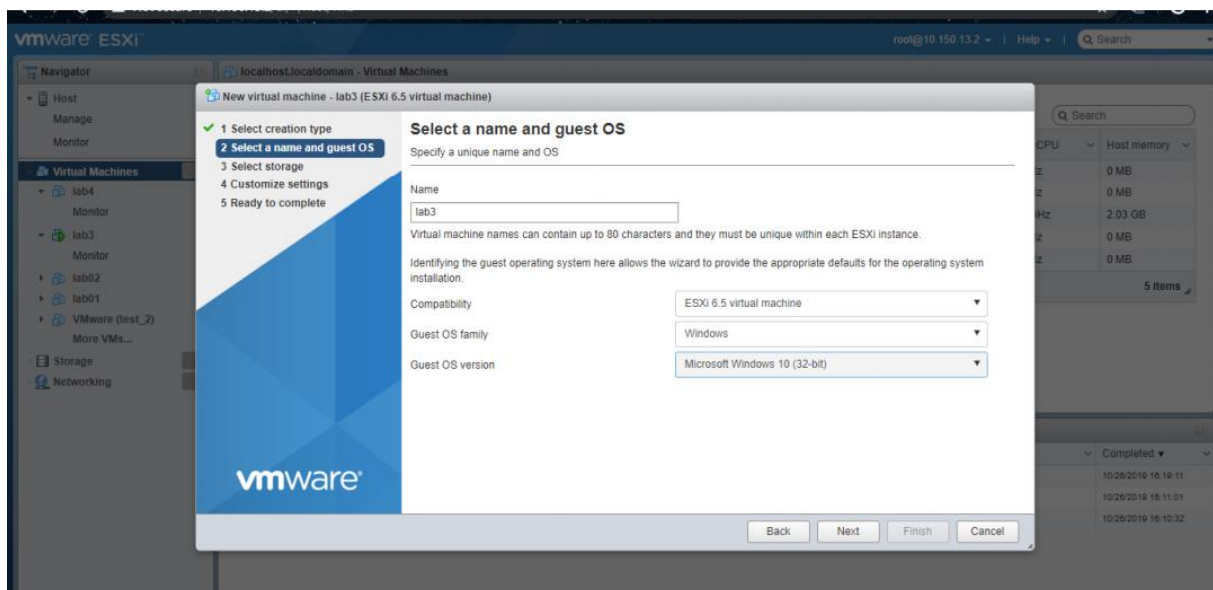 vmware ESXi™
root@10.150.13.2
Help
Search
Navigator
localhost.localdomain - Virtual Machines
Host
Manage
Monitor
Virtual Machines
lab4
Monitor
lab3
Monitor
lab02
lab01
VMware (test_2)
More VMs...
Storage
Networking
New virtual machine - lab3 (ESXi 6.5 virtual machine)
1 Select creation type
2 Select a name and guest OS
3 Select storage
4 Customize settings
5 Ready to complete
vmware®
Select a name and guest OS
Specify a unique name and OS
Name
lab3
Virtual machine names can contain up to 80 characters and they must be unique within each ESXi instance.
Identifying the guest operating system here allows the wizard to provide the appropriate defaults for the operating system
installation.
Compatibility
ESXi 6.5 virtual machine
Guest OS family
Windows
Guest OS version
Microsoft Windows 10 (32-bit)
Back Next Finish Cancel
Search
CPU Host memory
0 MB
0 MB
2.03 GB
0 MB
0 MB
5 items
Completed
10/26/2019 16:19:11
10/26/2019 16:11:01
10/26/2019 16:10:32